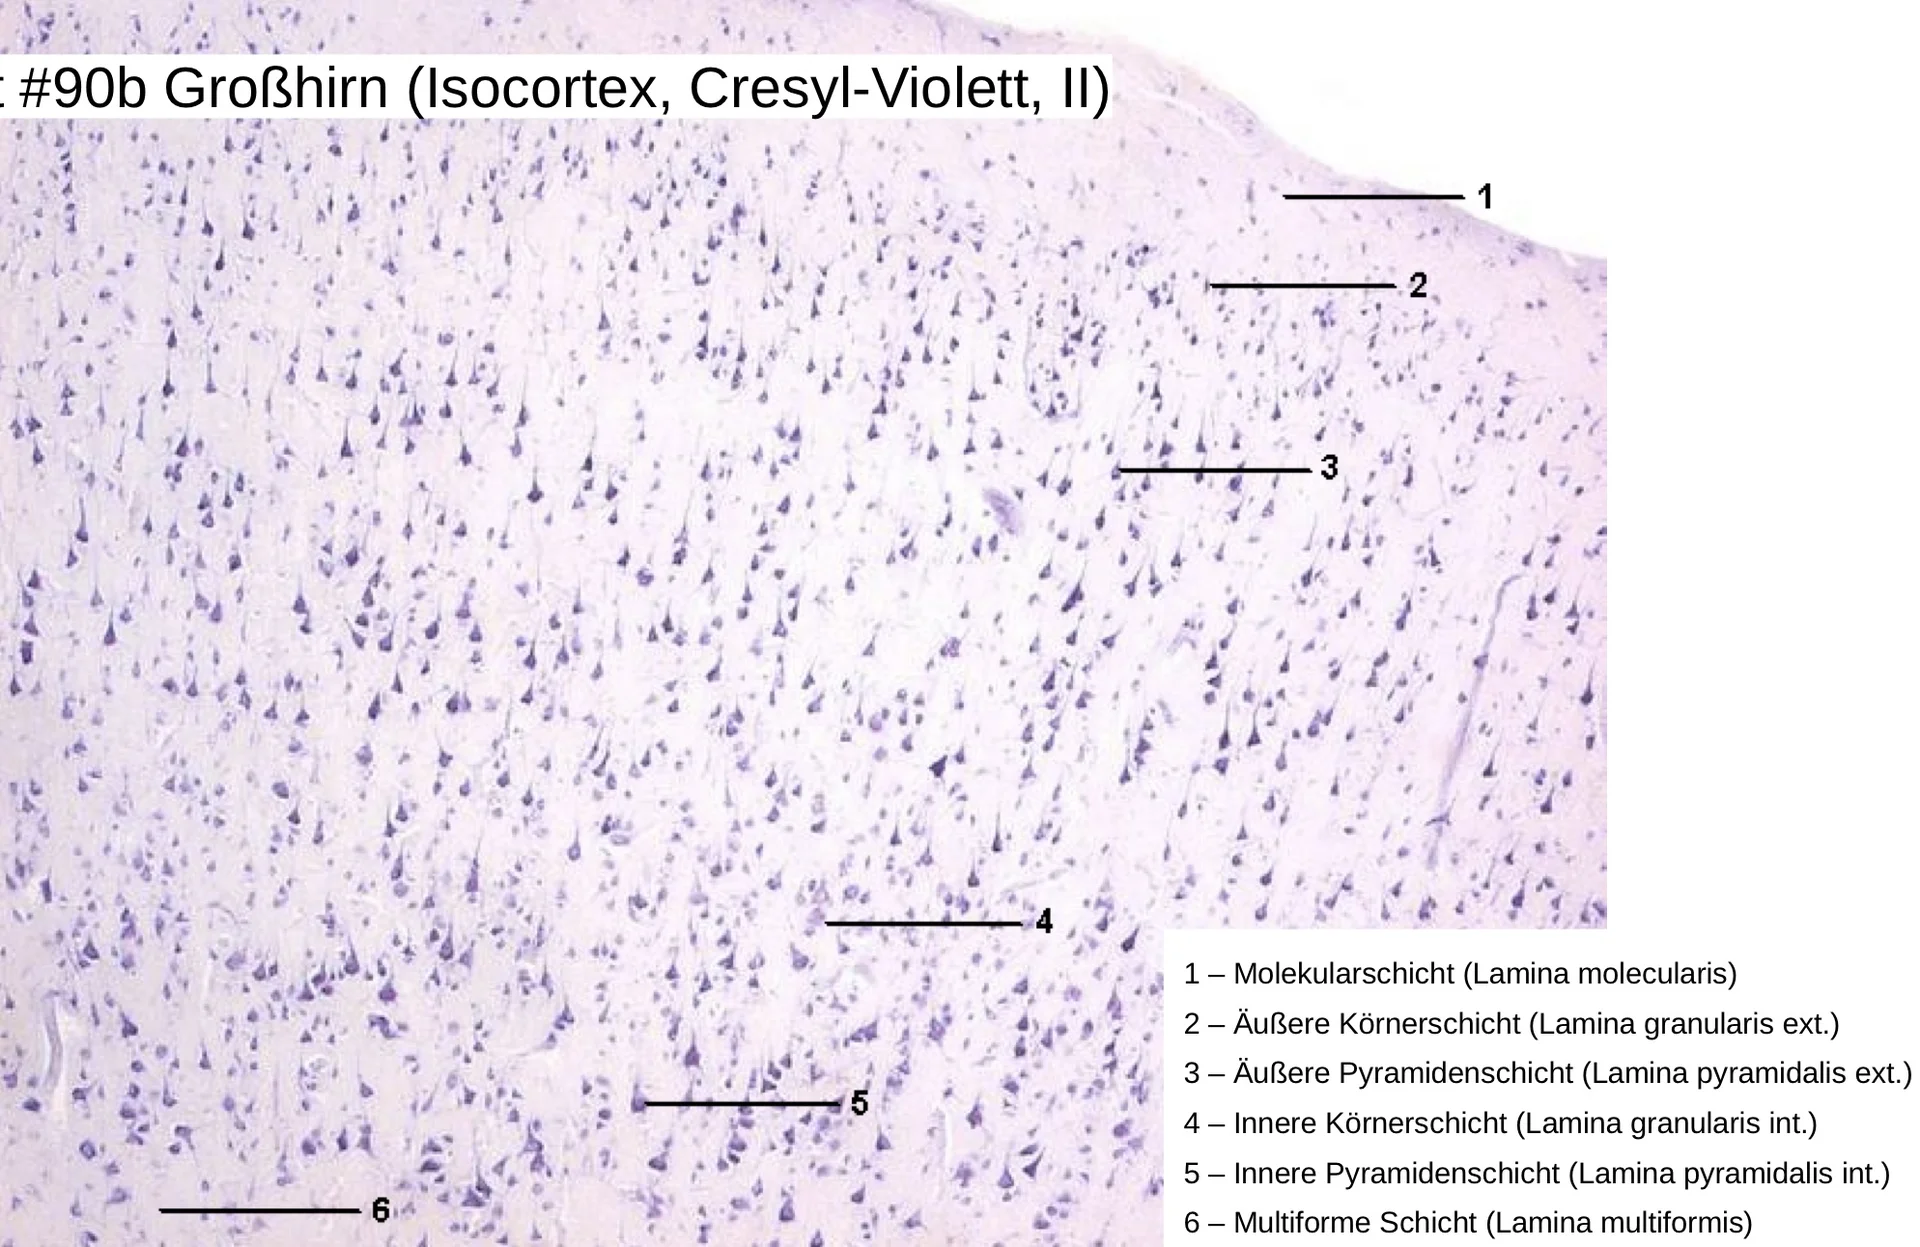 #90b Großhirn (Isocortex, Cresyl-Violett, II)
1
2
3
4
5
6
1 – Molekularschicht (Lamina molecularis)
2 – Äußere Körnerschicht (Lamina granularis ext.)
3 – Äußere Pyramidenschicht (Lamina pyramidalis ext.)
4 – Innere Körnerschicht (Lamina granularis int.)
5 – Innere Pyramidenschicht (Lamina pyramidalis int.)
6 – Multiforme Schicht (Lamina multiformis)